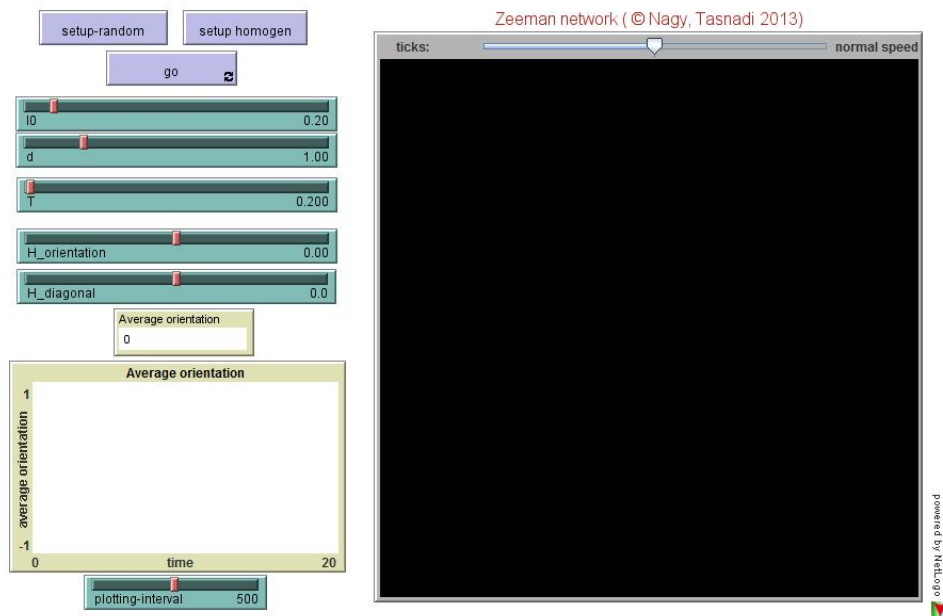 Zeeman network ( © Nagy, Tasnadi 2013)
setup-random
setup homogen
go
ticks:
normal speed
l0 0.20
d 1.00
T 0.200
H_orientation 0.00
H_diagonal 0.0
Average orientation
0
Average orientation
1
average orientation
-1
0 time 20
plotting-interval 500
powered by NetLogo